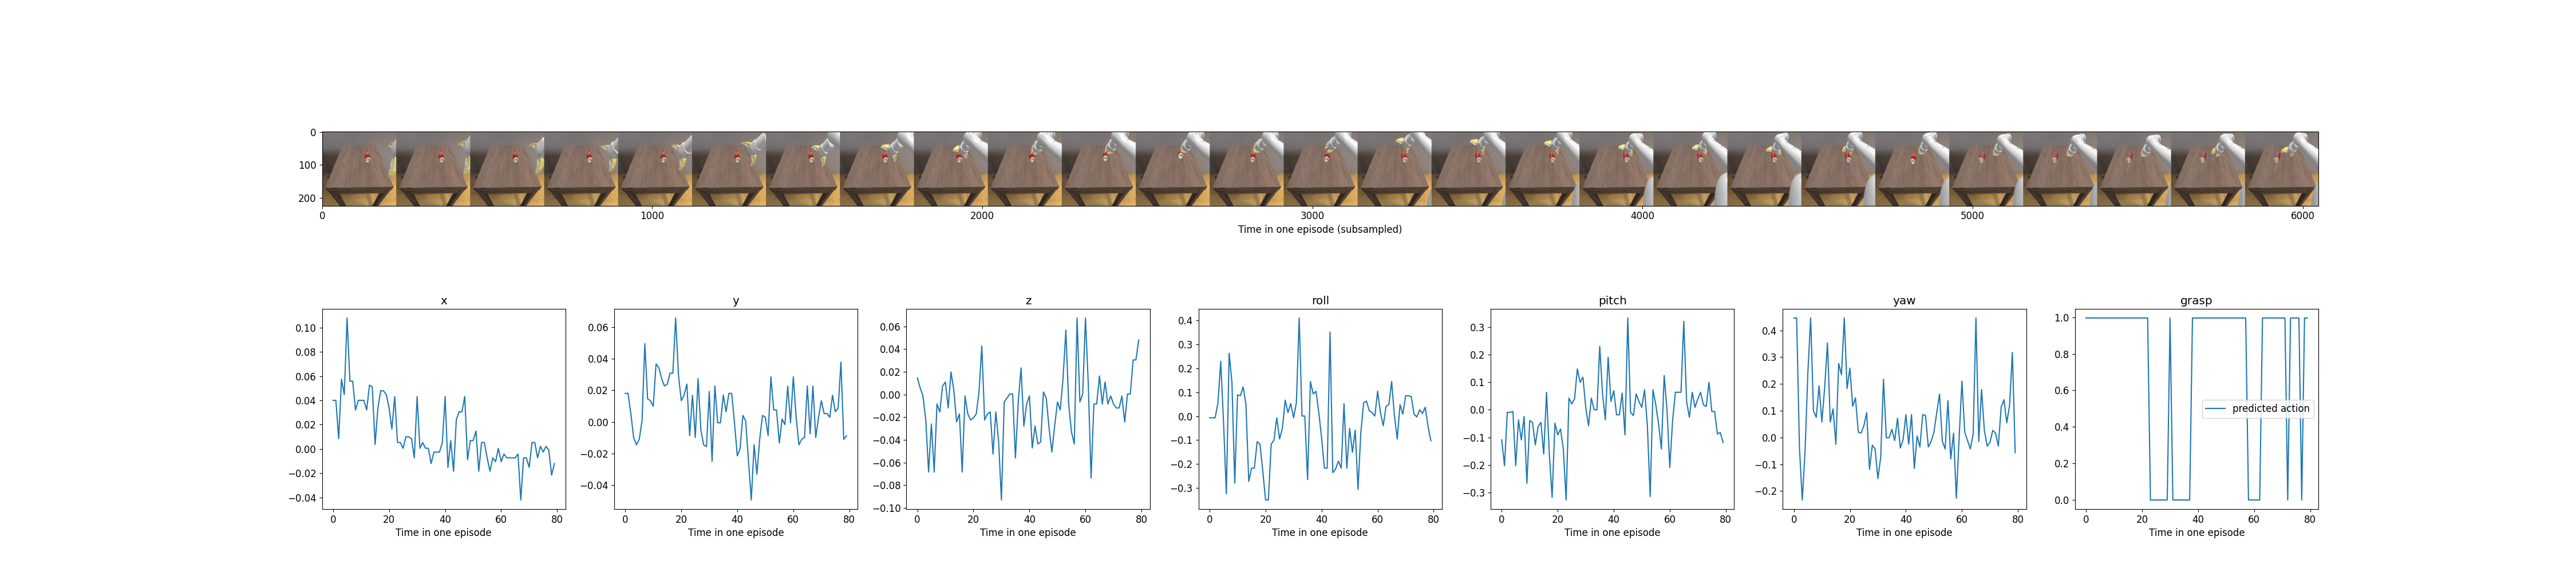 0
100
200
0 1000 2000 3000 4000 5000 6000
Time in one episode (subsampled)
x
0.10
0.08
0.06
0.04
0.02
0.00
−0.02
−0.04
0 20 40 60 80
Time in one episode
y
0.06
0.04
0.02
0.00
−0.02
−0.04
0 20 40 60 80
Time in one episode
z
0.06
0.04
0.02
0.00
−0.02
−0.04
−0.06
−0.08
−0.10
0 20 40 60 80
Time in one episode
roll
0.4
0.3
0.2
0.1
0.0
−0.1
−0.2
−0.3
0 20 40 60 80
Time in one episode
pitch
0.3
0.2
0.1
0.0
−0.1
−0.2
−0.3
0 20 40 60 80
Time in one episode
yaw
0.4
0.3
0.2
0.1
0.0
−0.1
−0.2
0 20 40 60 80
Time in one episode
grasp
1.0
0.8
0.6
0.4
0.2
0.0
predicted action
0 20 40 60 80
Time in one episode